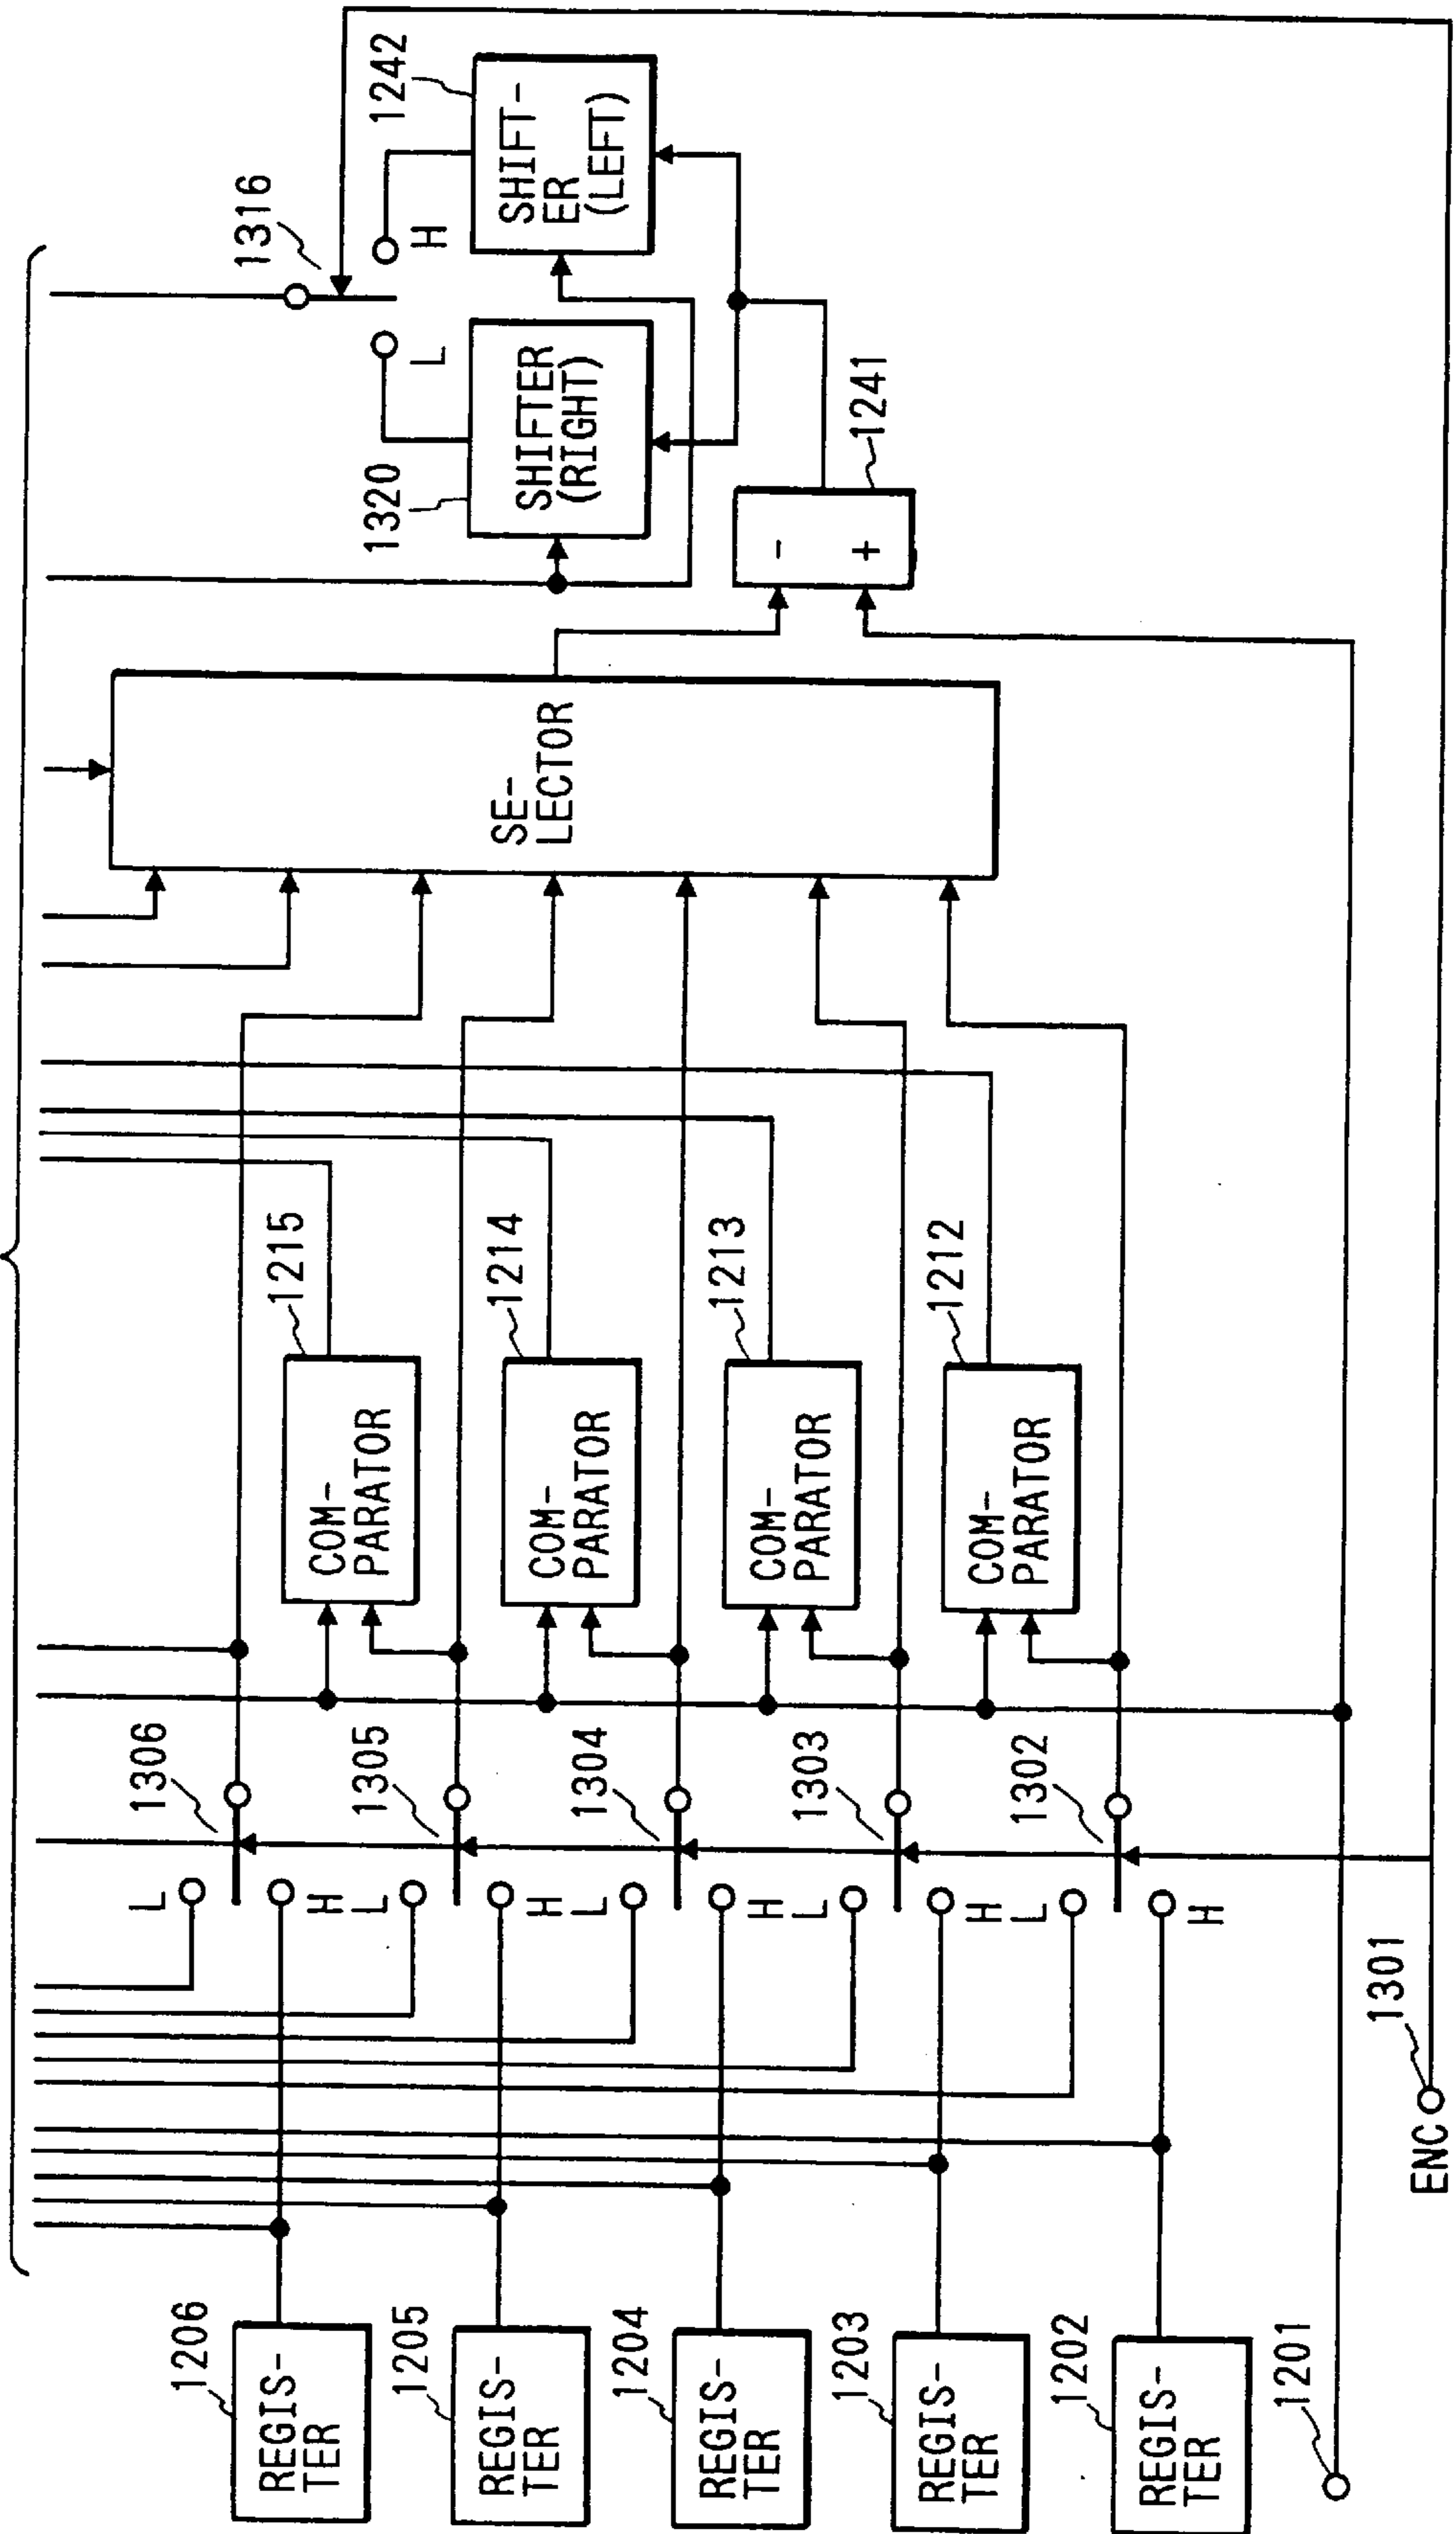 1206
REGIS-
TER
1205
REGIS-
TER
1204
REGIS-
TER
1203
REGIS-
TER
1202
REGIS-
TER
1201
ENC
1301
L
H
1306
L
H
1305
L
H
1304
L
H
1303
L
H
1302
COM-
PARATOR
1215
COM-
PARATOR
1214
COM-
PARATOR
1213
COM-
PARATOR
1212
SE-
LECTOR
-
+
1241
1320
SHIFTER
(RIGHT)
L
H
1316
SHIFT-
ER
(LEFT)
1242